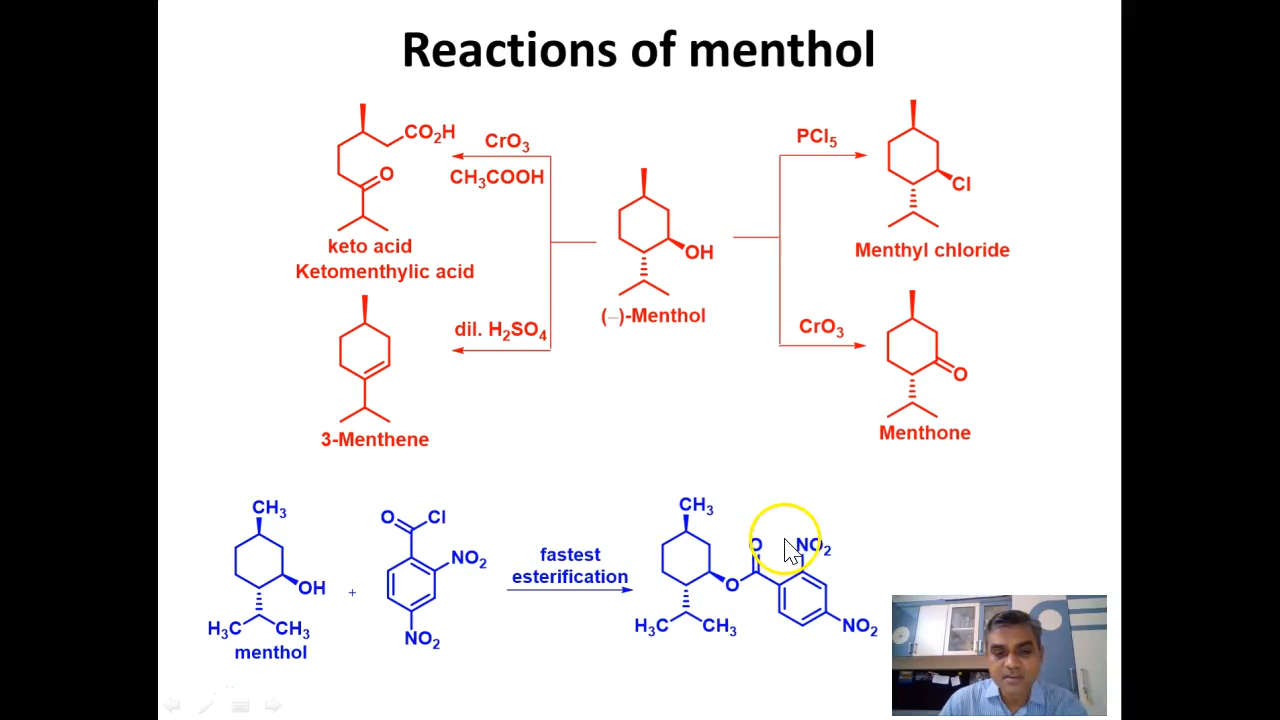 Reactions of menthol
CO₂H
O
keto acid
Ketomenthylic acid
CrO₃
CH₃COOH
dil. H₂SO₄
3-Menthene
OH
(–)-Menthol
PCl₅
Cl
Menthyl chloride
CrO₃
O
Menthone
CH₃
OH
H₃C
CH₃
menthol
+
O
Cl
NO₂
NO₂
fastest
esterification
CH₃
O
O
NO₂
NO₂
H₃C
CH₃